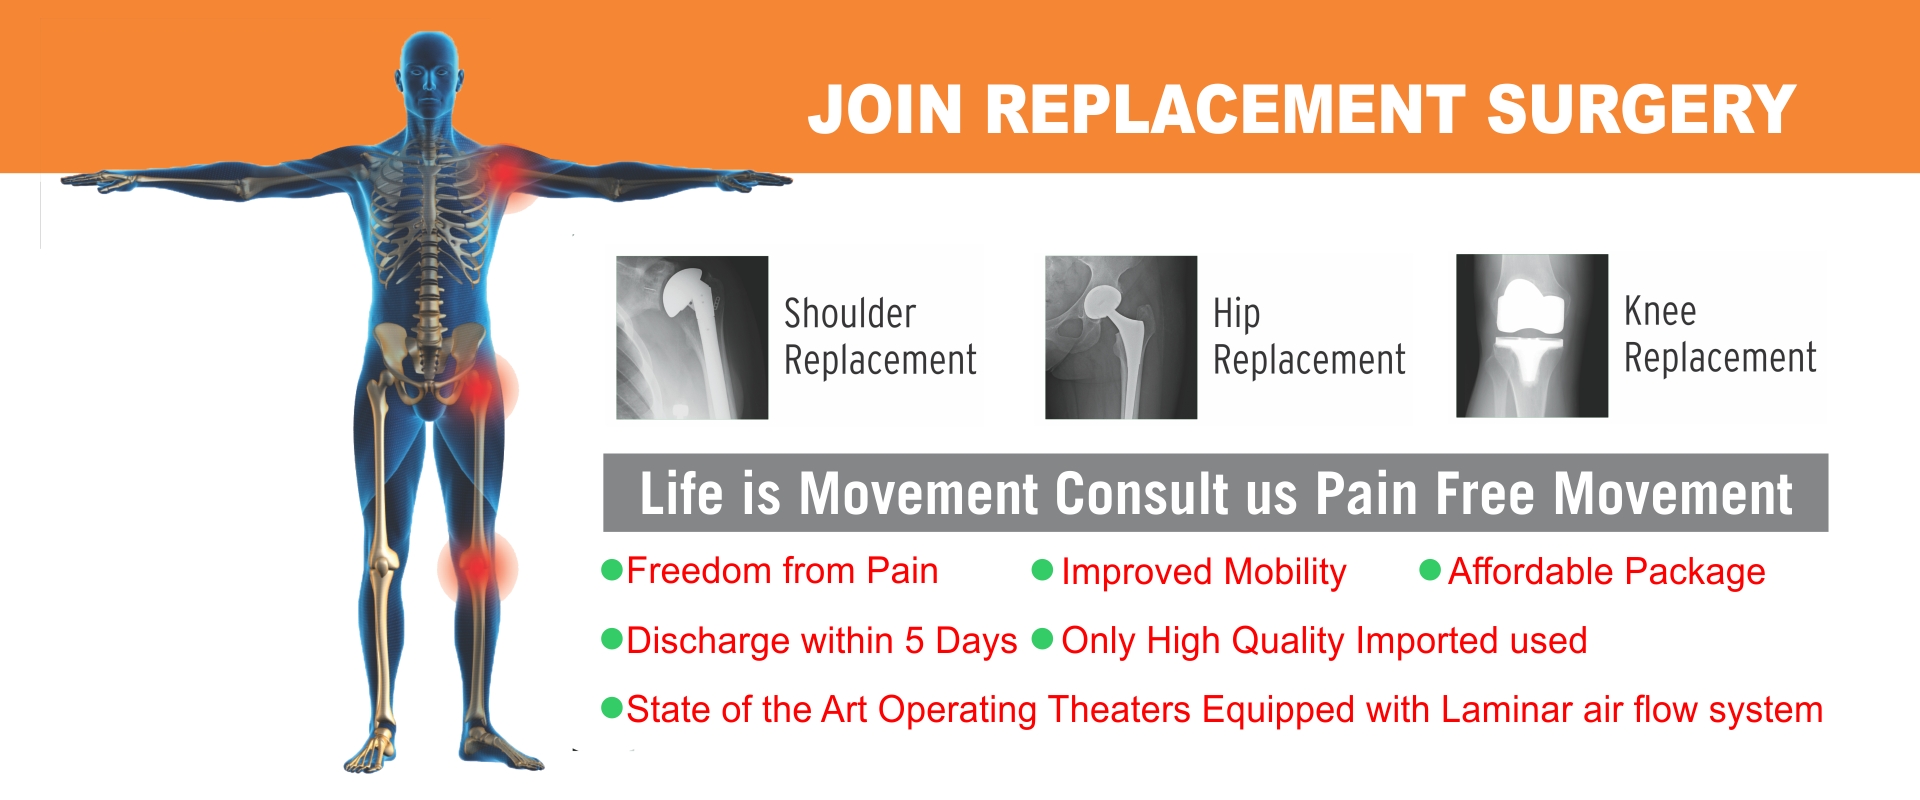 JOIN REPLACEMENT SURGERY
Shoulder
Replacement
Hip
Replacement
Knee
Replacement
Life is Movement Consult us Pain Free Movement
Freedom from Pain
Improved Mobility
Affordable Package
Discharge within 5 Days
Only High Quality Imported used
State of the Art Operating Theaters Equipped with Laminar air flow system